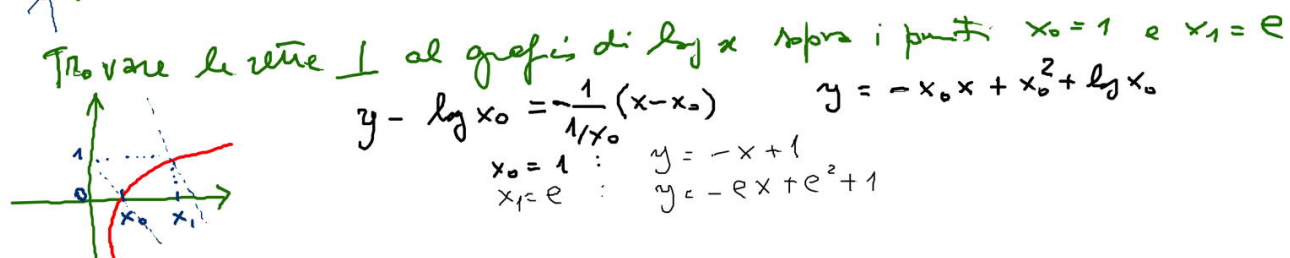 Trovare le rette ⊥ al grafico di log x sopra i punti x₀ = 1 e x₁ = e
y - log x₀ = -1/(1/x₀) (x - x₀) y = - x₀x + x₀² + log x₀
x₀ = 1 : y = -x + 1
x₁ = e : y = -ex + e² + 1
1
0
x₀ x₁